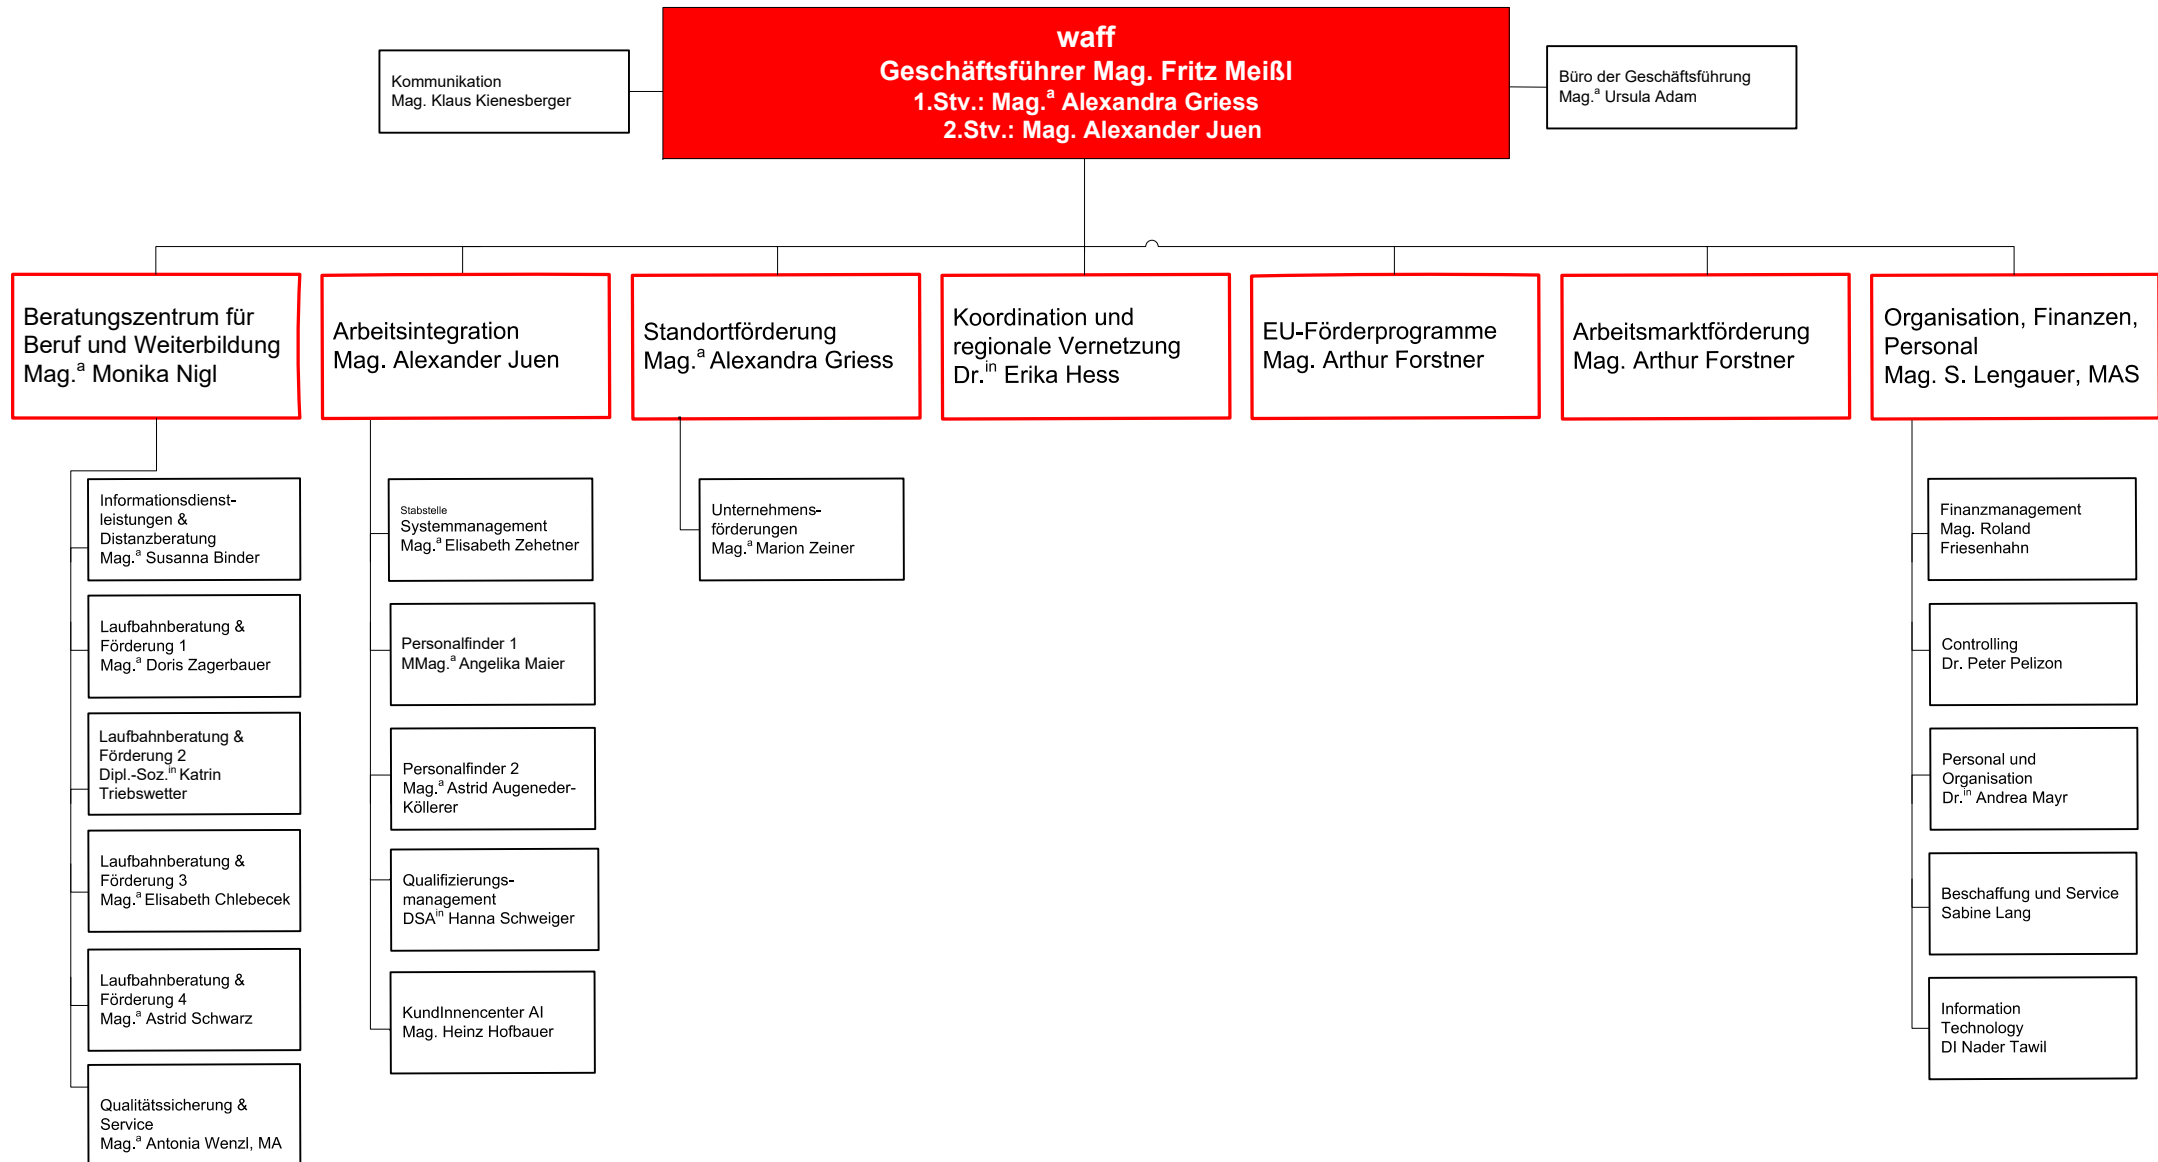 waff
Geschäftsführer Mag. Fritz Meißl
1.Stv.: Mag.ª Alexandra Griess
2.Stv.: Mag. Alexander Juen
Kommunikation
Mag. Klaus Kienesberger
Büro der Geschäftsführung
Mag.ª Ursula Adam
Beratungszentrum für
Beruf und Weiterbildung
Mag.ª Monika Nigl
Arbeitsintegration
Mag. Alexander Juen
Standortförderung
Mag.ª Alexandra Griess
Koordination und
regionale Vernetzung
Dr.in Erika Hess
EU-Förderprogramme
Mag. Arthur Forstner
Arbeitsmarktförderung
Mag. Arthur Forstner
Organisation, Finanzen,
Personal
Mag. S. Lengauer, MAS
Informationsdienst-
leistungen &
Distanzberatung
Mag.ª Susanna Binder
Laufbahnberatung &
Förderung 1
Mag.ª Doris Zagerbauer
Laufbahnberatung &
Förderung 2
Dipl.-Soz.in Katrin
Triebswetter
Laufbahnberatung &
Förderung 3
Mag.ª Elisabeth Chlebecek
Laufbahnberatung &
Förderung 4
Mag.ª Astrid Schwarz
Qualitätssicherung &
Service
Mag.ª Antonia Wenzl, MA
Stabstelle
Systemmanagement
Mag.ª Elisabeth Zehetner
Personalfinder 1
MMag.ª Angelika Maier
Personalfinder 2
Mag.ª Astrid Augeneder-
Köllerer
Qualifizierungs-
management
DSAin Hanna Schweiger
KundInnencenter AI
Mag. Heinz Hofbauer
Unternehmens-
förderungen
Mag.ª Marion Zeiner
Finanzmanagement
Mag. Roland
Friesenhahn
Controlling
Dr. Peter Pelizon
Personal und
Organisation
Dr.in Andrea Mayr
Beschaffung und Service
Sabine Lang
Information
Technology
DI Nader Tawil